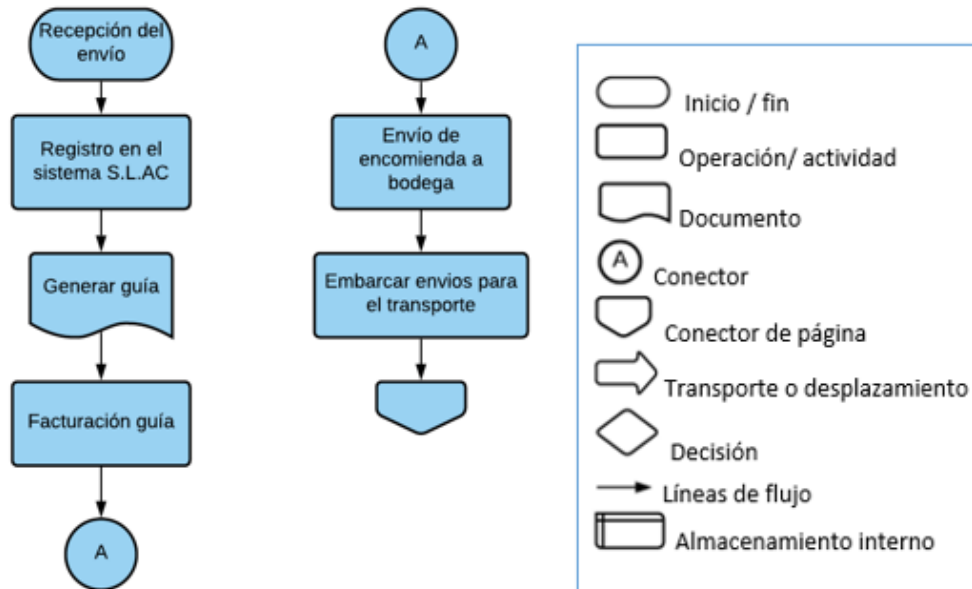 Recepción del
envío
Registro en el
sistema S.L.AC
Generar guía
Facturación guía
A
A
Envío de
encomienda a
bodega
Embarcar envios para
el transporte
Inicio / fin
Operación/ actividad
Documento
A
Conector
Conector de página
Transporte o desplazamiento
Decisión
Líneas de flujo
Almacenamiento interno